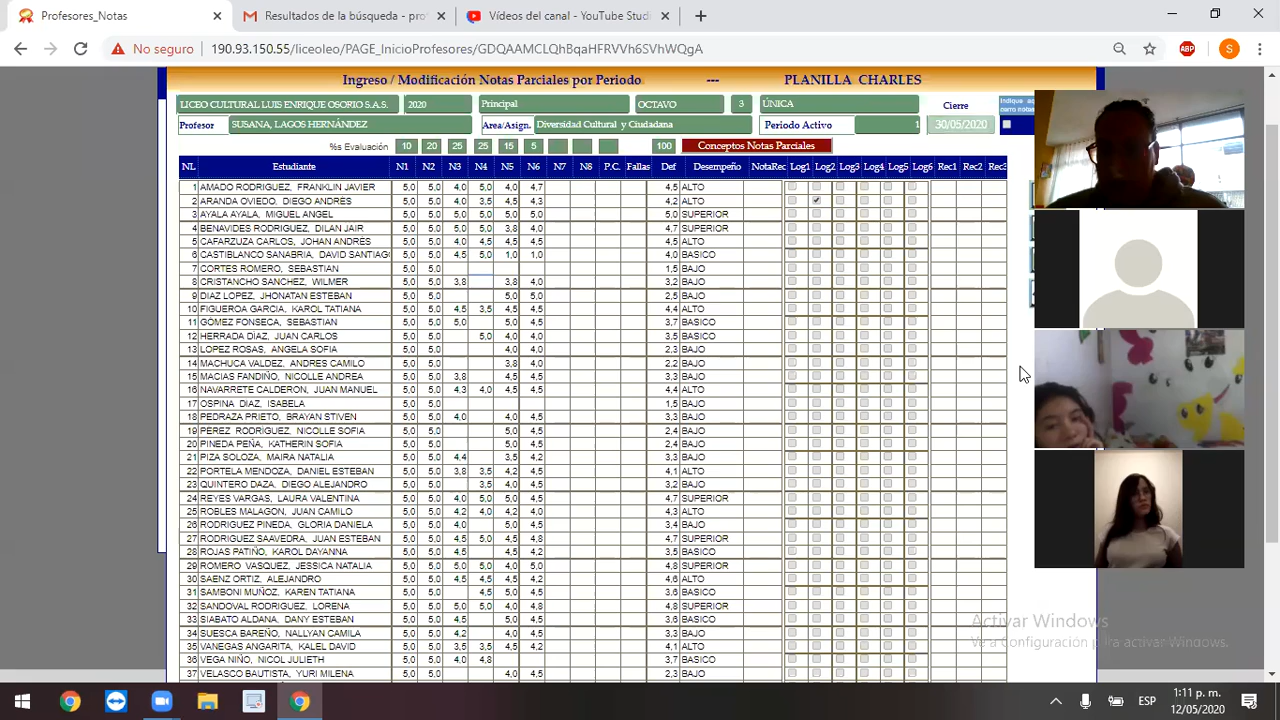 Profesores_Notas
Resultados de la búsqueda - prof
Vídeos del canal - YouTube Studi
No seguro 190.93.150.55/liceoleo/PAGE_InicioProfesores/GDQAAMCLQhBqaHFRVVh6SVhWQgA
Ingreso / Modificación Notas Parciales por Periodo --- PLANILLA CHARLES
LICEO CULTURAL LUIS ENRIQUE OSORIO S.A.S. 2020 Principal OCTAVO 3 ÚNICA Cierre
Profesor SUSANA, LAGOS HERNÁNDEZ Area/Asign. Diversidad Cultural y Ciudadana Periodo Activo 1 30/05/2020
%s Evaluación 10 20 25 25 15 5 100 Conceptos Notas Parciales
NL Estudiante N1 N2 N3 N4 N5 N6 N7 N8 P.C. Fallas Def Desempeño NotaRec Log1 Log2 Log3 Log4 Log5 Log6 Rec1 Rec2 Rec3
1 AMADO RODRIGUEZ, FRANKLIN JAVIER 5,0 5,0 4,0 5,0 4,0 4,7 4,5 ALTO
2 ARANDA OVIEDO, DIEGO ANDRÉS 5,0 5,0 4,0 3,5 4,5 4,3 4,2 ALTO
3 AYALA AYALA, MIGUEL ANGEL 5,0 5,0 5,0 5,0 5,0 5,0 5,0 SUPERIOR
4 BENAVIDES RODRIGUEZ, DILAN JAIR 5,0 5,0 5,0 5,0 3,8 4,0 4,7 SUPERIOR
5 CAFARZUZA CARLOS, JOHAN ANDRÉS 5,0 5,0 4,0 4,5 4,5 4,5 4,5 ALTO
6 CASTIBLANCO SANABRIA, DAVID SANTIAG 5,0 5,0 4,5 5,0 1,0 1,0 4,0 BASICO
7 CORTES ROMERO, SEBASTIAN 5,0 5,0 1,5 BAJO
8 CRISTANCHO SANCHEZ, WILMER 5,0 5,0 3,8 3,8 4,0 3,2 BAJO
9 DIAZ LOPEZ, JHONATAN ESTEBAN 5,0 5,0 5,0 5,0 2,5 BAJO
10 FIGUEROA GARCIA, KAROL TATIANA 5,0 5,0 4,5 3,5 4,5 4,5 4,4 ALTO
11 GÓMEZ FONSECA, SEBASTIAN 5,0 5,0 5,0 5,0 4,0 3,7 BASICO
12 HERRADA DÍAZ, JUAN CARLOS 5,0 5,0 5,0 4,0 4,0 3,5 BASICO
13 LOPEZ ROSAS, ANGELA SOFIA 5,0 5,0 4,0 4,0 2,3 BAJO
14 MACHUCA VALDEZ, ANDRES CAMILO 5,0 5,0 3,8 4,0 2,2 BAJO
15 MACIAS FANDIÑO, NICOLLE ANDREA 5,0 5,0 3,8 4,5 4,5 3,3 BAJO
16 NAVARRETE CALDERON, JUAN MANUEL 5,0 5,0 4,3 4,0 4,5 4,5 4,4 ALTO
17 OSPINA DIAZ, ISABELA 5,0 5,0 1,5 BAJO
18 PEDRAZA PRIETO, BRAYAN STIVEN 5,0 5,0 4,0 4,0 4,5 3,3 BAJO
19 PEREZ RODRIGUEZ, NICOLLE SOFIA 5,0 5,0 5,0 4,0 2,4 BAJO
20 PINEDA PEÑA, KATHERIN SOFIA 5,0 5,0 5,0 4,5 2,4 BAJO
21 PIZA SOLOZA, MAIRA NATALIA 5,0 5,0 4,4 3,5 4,2 3,3 BAJO
22 PORTELA MENDOZA, DANIEL ESTEBAN 5,0 5,0 3,8 3,5 4,2 4,5 4,1 ALTO
23 QUINTERO DAZA, DIEGO ALEJANDRO 5,0 5,0 3,5 4,0 4,2 3,2 BAJO
24 REYES VARGAS, LAURA VALENTINA 5,0 5,0 4,0 5,0 5,0 4,5 4,7 SUPERIOR
25 ROBLES MALAGON, JUAN CAMILO 5,0 5,0 4,2 4,0 4,2 4,0 4,3 ALTO
26 RODRIGUEZ PINEDA, GLORIA DANIELA 5,0 5,0 4,0 5,0 4,5 3,4 BAJO
27 RODRIGUEZ SAAVEDRA, JUAN ESTEBAN 5,0 5,0 4,5 5,0 4,5 4,8 4,7 SUPERIOR
28 ROJAS PATIÑO, KAROL DAYANNA 5,0 5,0 4,5 4,5 4,2 3,5 BASICO
29 ROMERO VASQUEZ, JESSICA NATALIA 5,0 5,0 5,0 5,0 4,0 5,0 4,8 SUPERIOR
30 SAENZ ORTIZ, ALEJANDRO 5,0 5,0 4,5 4,5 4,5 4,2 4,6 ALTO
31 SAMBONI MUÑOZ, KAREN TATIANA 5,0 5,0 4,5 5,0 4,2 3,6 BASICO
32 SANDOVAL RODRIGUEZ, LORENA 5,0 5,0 5,0 5,0 4,0 4,8 4,8 SUPERIOR
33 SIABATO ALDANA, DANY ESTEBAN 5,0 5,0 4,5 5,0 4,8 3,6 BASICO
34 SUESCA BAREÑO, NALLYAN CAMILA 5,0 5,0 4,2 4,0 4,5 3,3 BAJO
35 VANEGAS ANGARITA, KALEL DAVID 5,0 5,0 3,5 3,5 4,5 4,2 4,1 ALTO
36 VEGA NIÑO, NICOL JULIETH 5,0 5,0 4,0 4,8 3,7 BASICO
37 VELASCO BAUTISTA, YURI MILENA 5,0 5,0 4,0 4,5 2,3 BAJO
Activar Windows
Ve a Configuración para activar Windows.
ESP
1:11 p. m.
12/05/2020